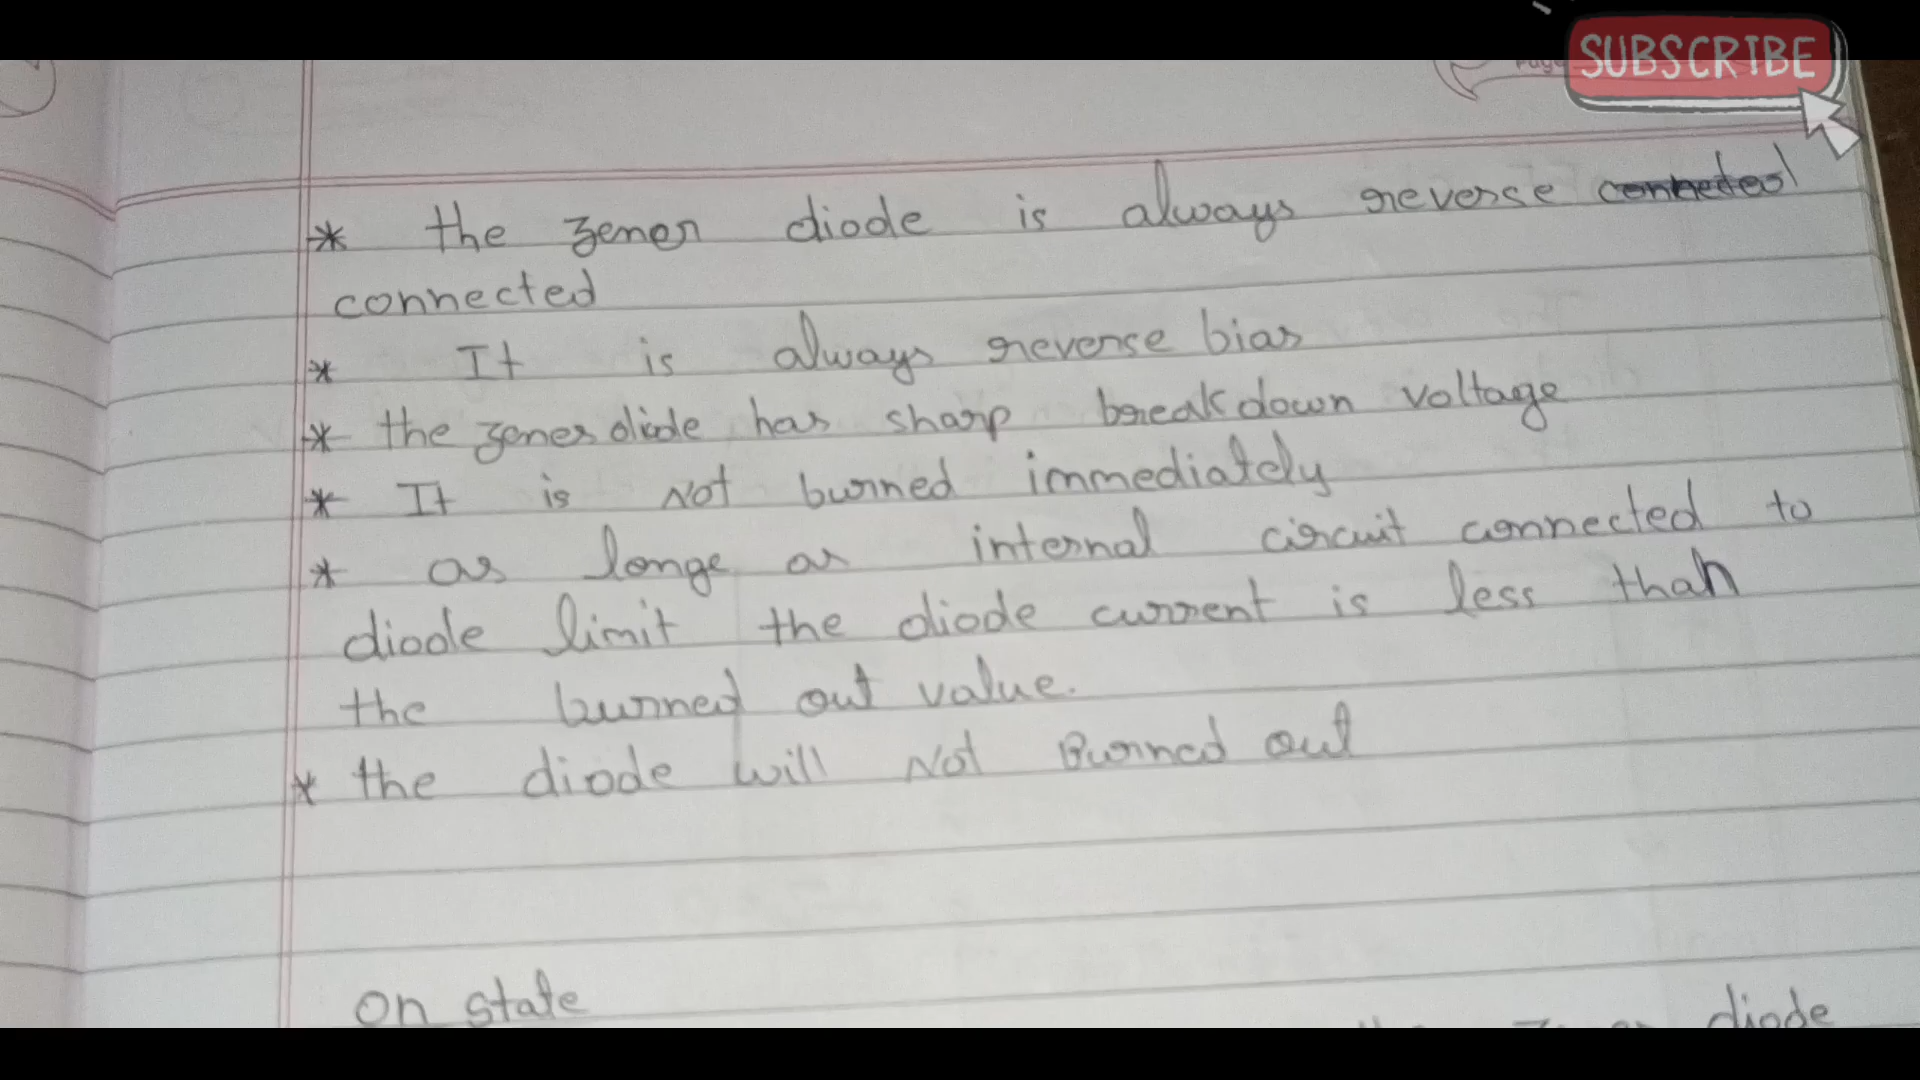 SUBSCRIBE
* the zener diode is always reverse connected
connected
* It is always reverse bias
* the zener diode has sharp breakdown voltage
* It is Not burned immediately
* as longe as internal circuit connected to
diode limit the diode current is less than
the burned out value.
* the diode will Not Burned out
on state
diode